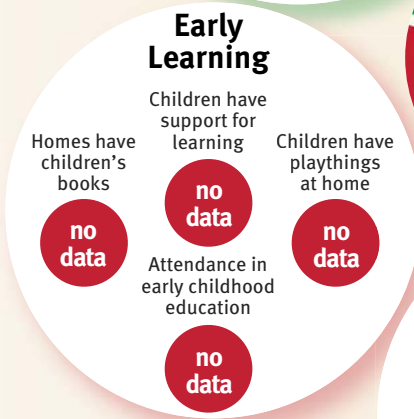 Early
Learning
Children have
support for
learning
no
data
Homes have
children's
books
no
data
Children have
playthings
at home
no
data
Attendance in
early childhood
education
no
data